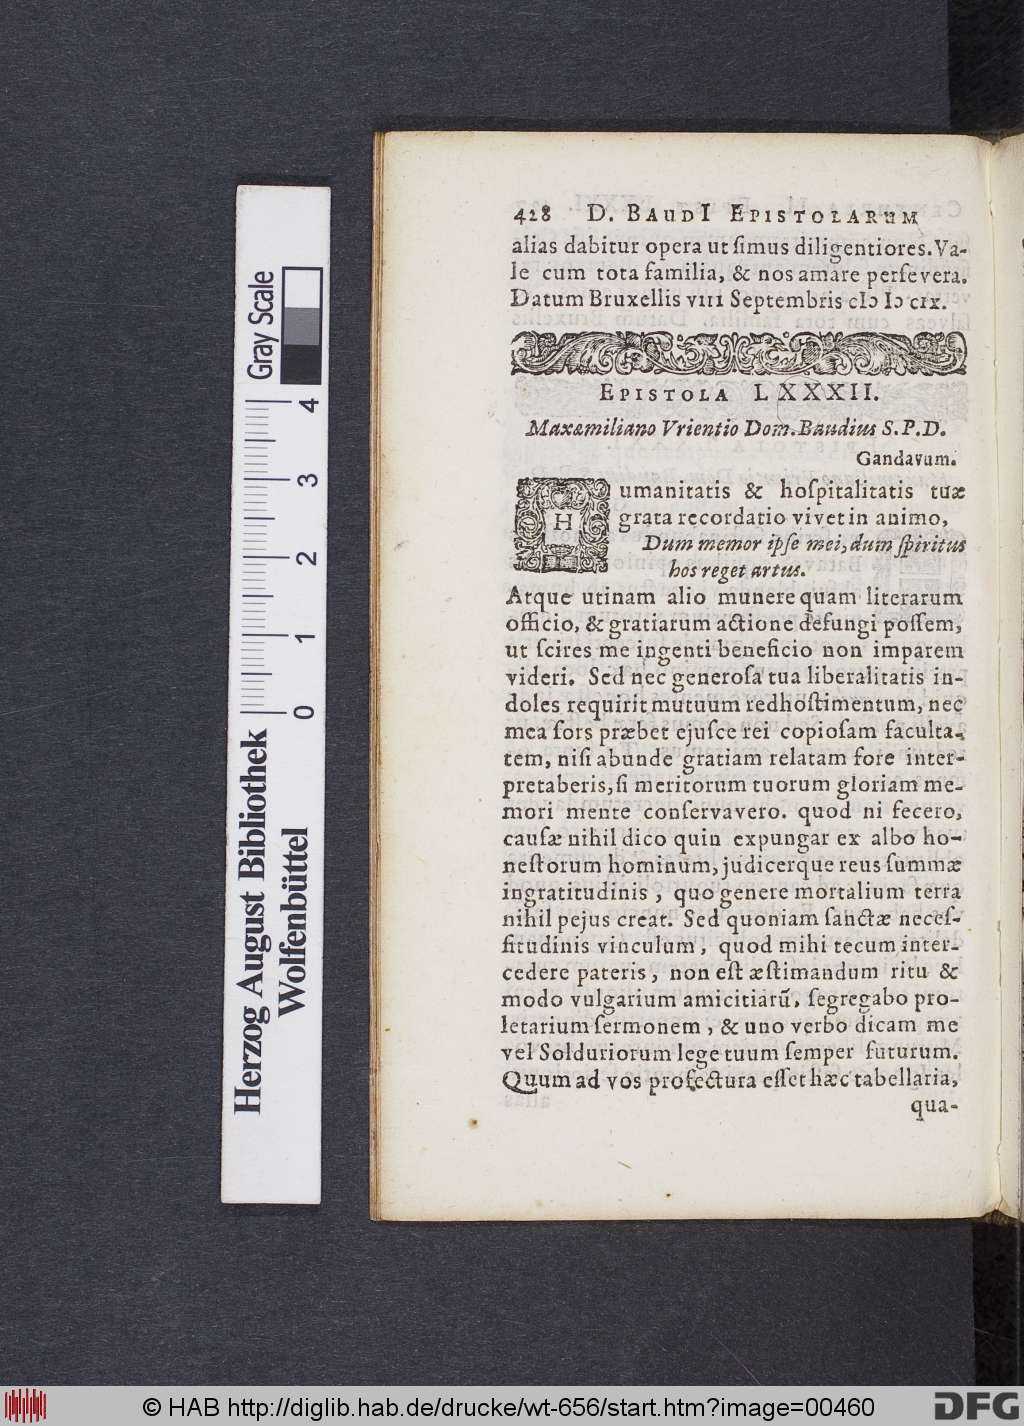 428 D. BAUDI EPISTOLARUM
alias dabitur opera ut ſimus diligentiores. Va-
le cum tota familia, & nos amare perſevera.
Datum Bruxellis VIII Septembris cIↄ Iↄ cIX.
EPISTOLA LXXXII.
Maxæmiliano Vrientio Dom. Baudius S.P.D.
Gandavum.
Humanitatis & hoſpitalitatis tuæ
grata recordatio vivet in animo,
Dum memor ipſe mei, dum ſpiritus
hos reget artus.
Atque utinam alio munere quam literarum
officio, & gratiarum actione defungi poſſem,
ut ſcires me ingenti beneficio non imparem
videri. Sed nec generoſa tua liberalitatis in-
doles requirit mutuum redhoſtimentum, nec
mea ſors præbet ejuſce rei copioſam faculta-
tem, niſi abunde gratiam relatam fore inter-
pretaberis, ſi meritorum tuorum gloriam me-
mori mente conſervavero. quod ni fecero,
cauſæ nihil dico quin expungar ex albo ho-
neſtorum hominum, judicerque reus ſummæ
ingratitudinis, quo genere mortalium terra
nihil pejus creat. Sed quoniam ſanctæ neceſ-
ſitudinis vinculum, quod mihi tecum inter-
cedere pateris, non eſt æſtimandum ritu &
modo vulgarium amicitiarũ, ſegregabo pro-
letarium ſermonem, & uno verbo dicam me
vel Solduriorum lege tuum ſemper futurum.
Quum ad vos profectura eſſet hæc tabellaria,
qua-
Gray Scale
4
3
2
1
0
Herzog August Bibliothek
Wolfenbüttel
© HAB http://diglib.hab.de/drucke/wt-656/start.htm?image=00460
DFG